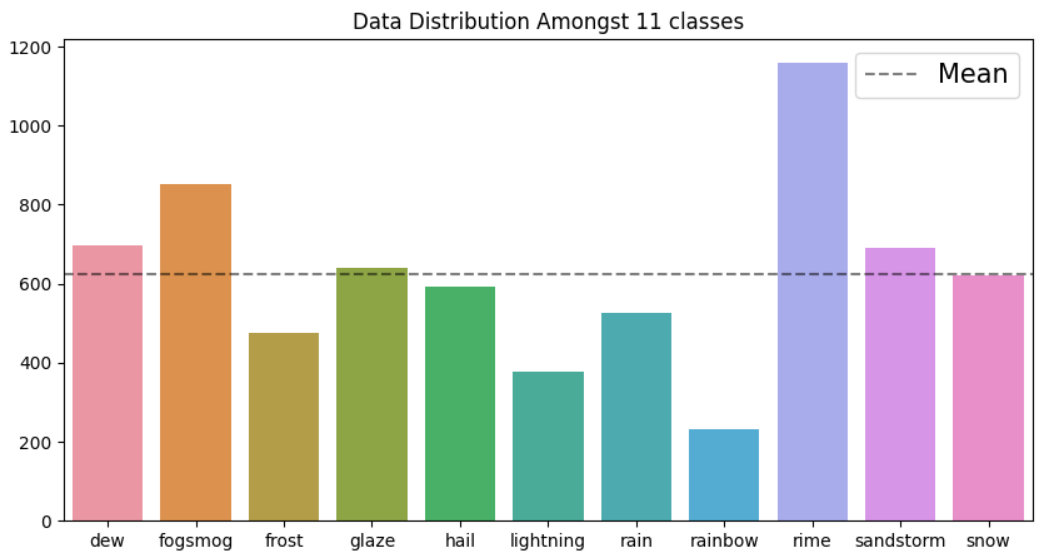 Data Distribution Amongst 11 classes
1200
1000
800
600
400
200
0
Mean
dew fogsmog frost glaze hail lightning rain rainbow rime sandstorm snow